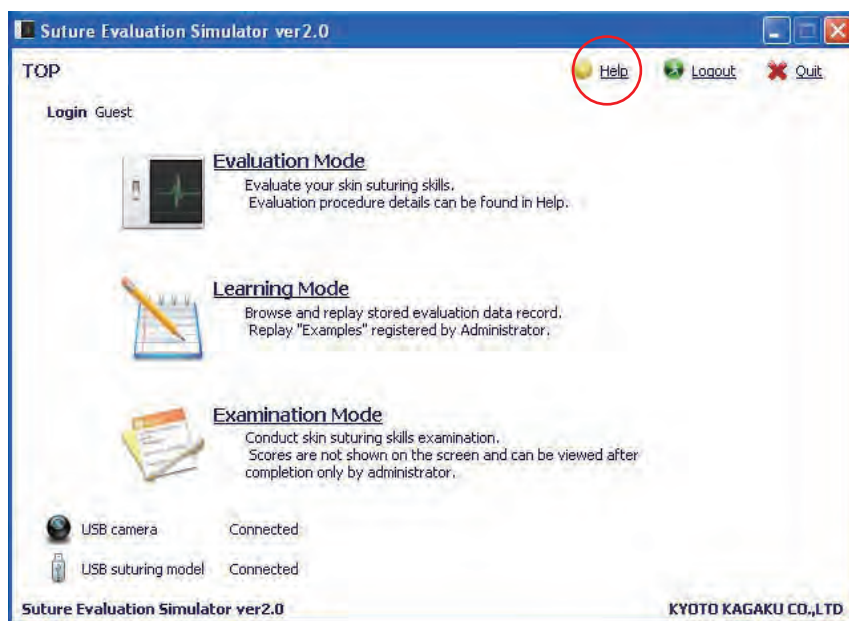 Suture Evaluation Simulator ver2.0
TOP
Help Logout Quit
Login Guest
Evaluation Mode
Evaluate your skin suturing skills.
Evaluation procedure details can be found in Help.
Learning Mode
Browse and replay stored evaluation data record.
Replay "Examples" registered by Administrator.
Examination Mode
Conduct skin suturing skills examination.
Scores are not shown on the screen and can be viewed after
completion only by administrator.
USB camera Connected
USB suturing model Connected
Suture Evaluation Simulator ver2.0 KYOTO KAGAKU CO.,LTD